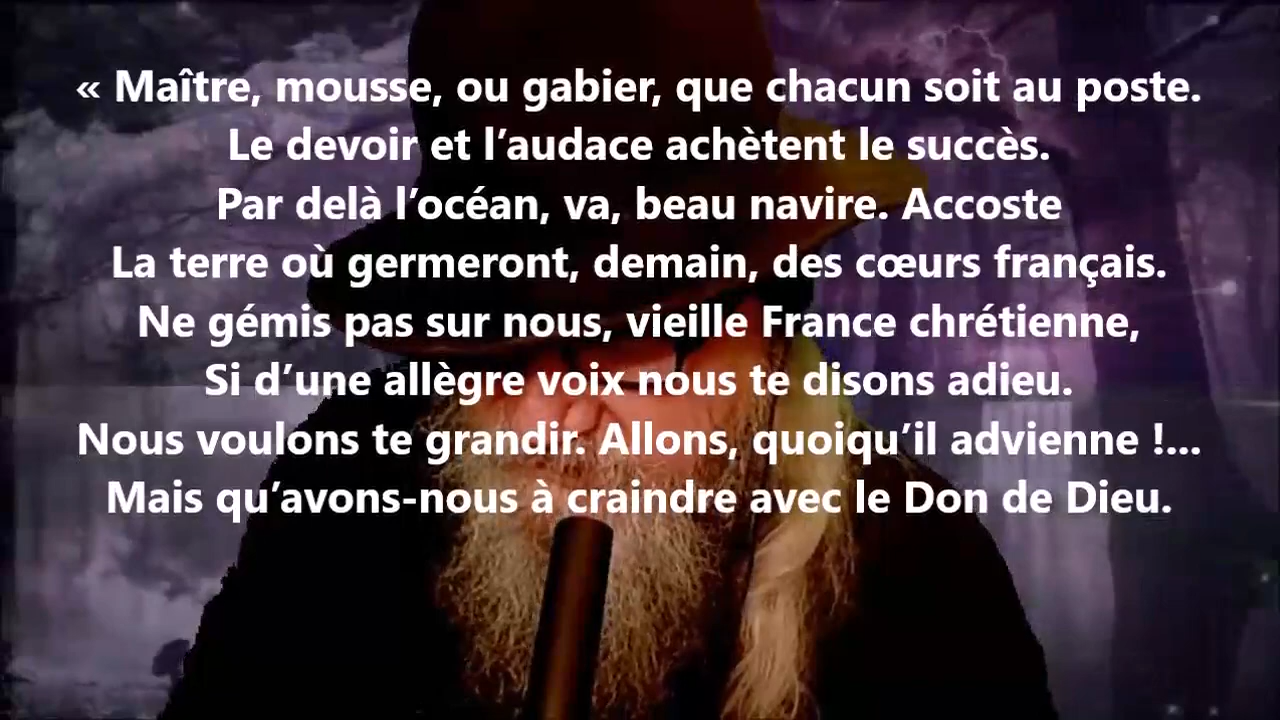 « Maître, mousse, ou gabier, que chacun soit au poste.
Le devoir et l’audace achètent le succès.
Par delà l’océan, va, beau navire. Accoste
La terre où germeront, demain, des cœurs français.
Ne gémis pas sur nous, vieille France chrétienne,
Si d’une allègre voix nous te disons adieu.
Nous voulons te grandir. Allons, quoiqu’il advienne !...
Mais qu’avons-nous à craindre avec le Don de Dieu.